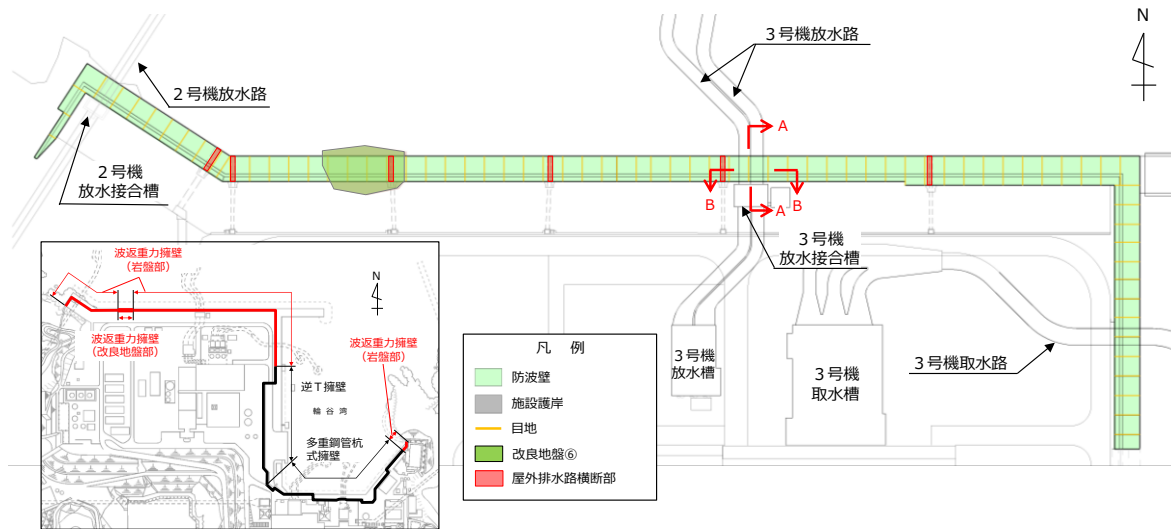 ３号機放水路
N
２号機放水路
A
２号機
放水接合槽
B
B
A
３号機
放水接合槽
波返重力擁壁
（岩盤部）
N
波返重力擁壁
（改良地盤部）
波返重力擁壁
（岩盤部）
逆Ｔ擁壁
輪谷湾
多重鋼管杭
式擁壁
凡　例
防波壁
施設護岸
目地
改良地盤⑥
屋外排水路横断部
３号機
放水槽
３号機
取水槽
３号機取水路